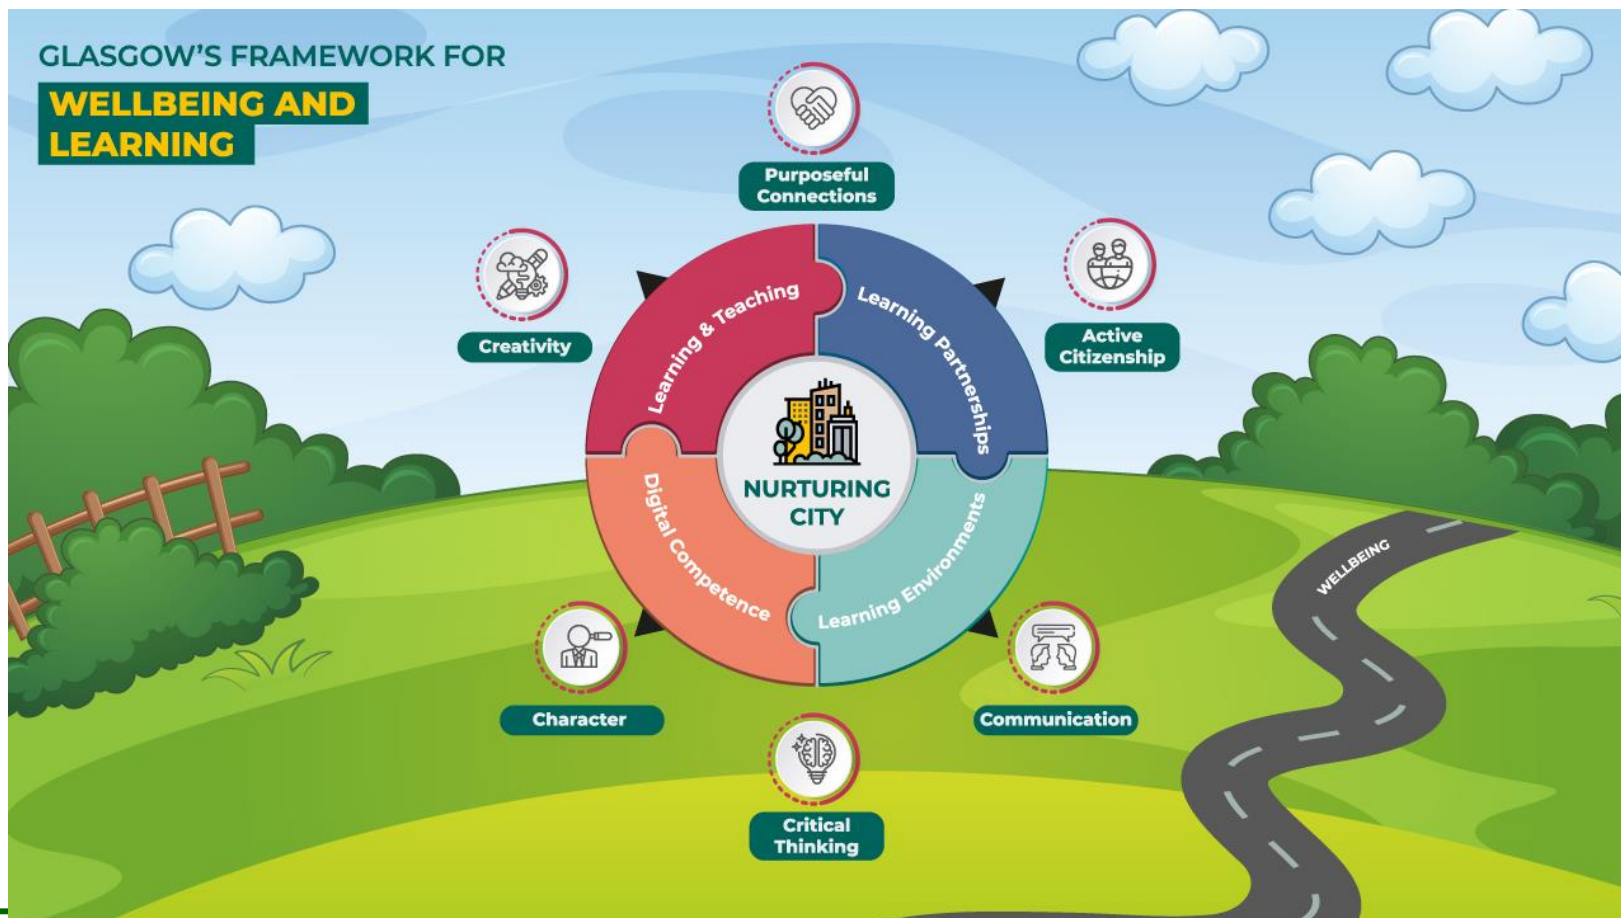 GLASGOW'S FRAMEWORK FOR
WELLBEING AND
LEARNING
Purposeful
Connections
Creativity
Active
Citizenship
Learning & Teaching
Learning Partnerships
NURTURING
CITY
Digital Competence
Learning Environments
WELLBEING
Character
Communication
Critical
Thinking